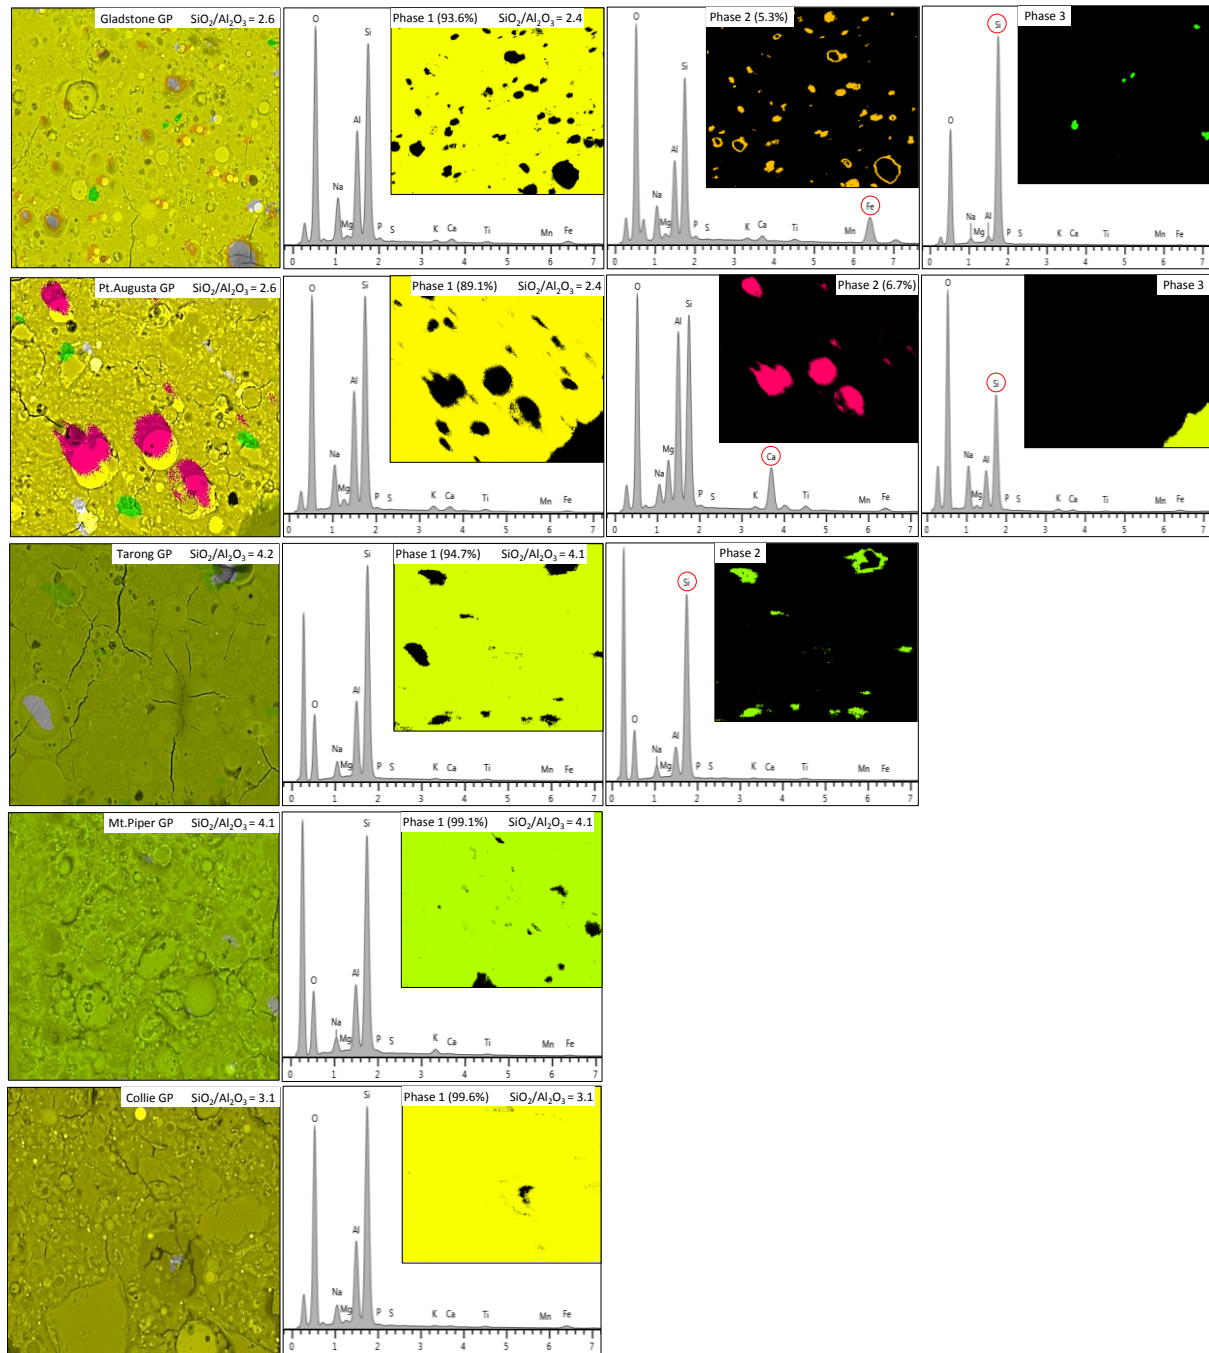 Gladstone GP SiO₂/Al₂O₃ = 2.6
Phase 1 (93.6%) SiO₂/Al₂O₃ = 2.4
O Si Al Na Mg P S K Ca Ti Mn Fe
0 1 2 3 4 5 6 7
Phase 2 (5.3%)
O Si Al Na Mg P S K Ca Ti Mn Fe
0 1 2 3 4 5 6 7
Phase 3
Si O Na Mg Al P S K Ca Ti Mn Fe
0 1 2 3 4 5 6 7
Pt.Augusta GP SiO₂/Al₂O₃ = 2.6
Phase 1 (89.1%) SiO₂/Al₂O₃ = 2.4
O Si Al Na Mg P S K Ca Ti Mn Fe
0 1 2 3 4 5 6 7
Phase 2 (6.7%)
O Si Al Mg Na P S K Ca Ti Mn Fe
0 1 2 3 4 5 6 7
Phase 3
O Si Na Al Mg P S K Ca Ti Mn Fe
0 1 2 3 4 5 6 7
Tarong GP SiO₂/Al₂O₃ = 4.2
Phase 1 (94.7%) SiO₂/Al₂O₃ = 4.1
Si Al O Na Mg P S K Ca Ti Mn Fe
0 1 2 3 4 5 6 7
Phase 2
Si O Al Na Mg P S K Ca Ti Mn Fe
0 1 2 3 4 5 6 7
Mt.Piper GP SiO₂/Al₂O₃ = 4.1
Phase 1 (99.1%) SiO₂/Al₂O₃ = 4.1
Si O Al Na Mg P S K Ca Ti Mn Fe
0 1 2 3 4 5 6 7
Collie GP SiO₂/Al₂O₃ = 3.1
Phase 1 (99.6%) SiO₂/Al₂O₃ = 3.1
Si O Al Na Mg P S K Ca Ti Mn Fe
0 1 2 3 4 5 6 7